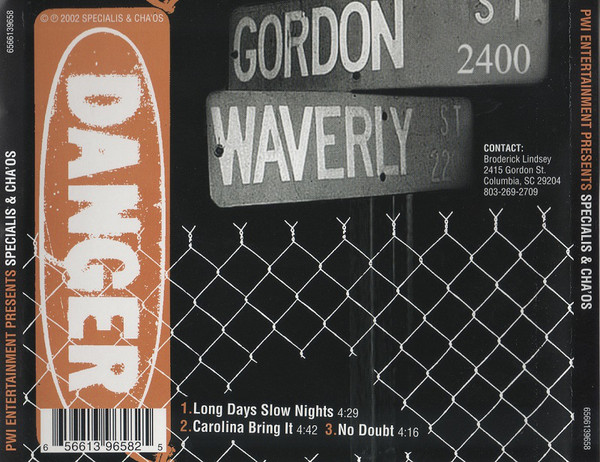 PWI ENTERTAINMENT PRESENTS SPECIALIS & CHA'OS
6566139658
© ℗ 2002 SPECIALIS & CHA'OS
DANGER
6 56613 96582 5
GORDON ST
2400
WAVERLY ST
CONTACT:
Broderick Lindsey
2415 Gordon St.
Columbia, SC 29204
803-269-2709
1. Long Days Slow Nights 4:29
2. Carolina Bring It 4:42 3. No Doubt 4:16
PWI ENTERTAINMENT PRESENTS SPECIALIS & CHA'OS
6566139658